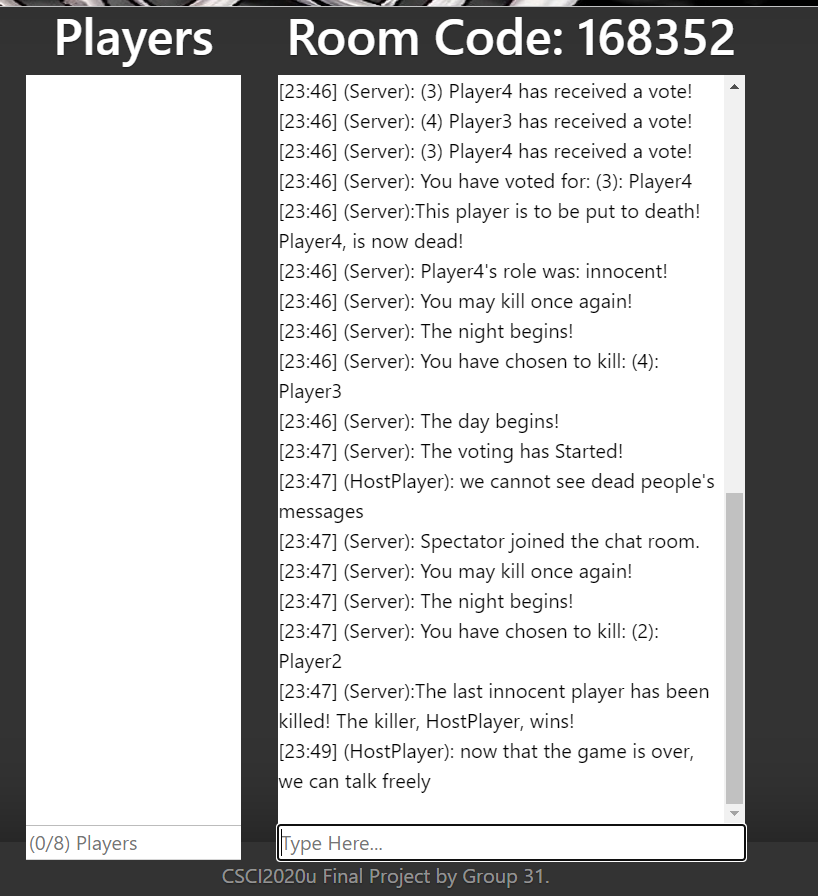 Players
Room Code: 168352
[23:46] (Server): (3) Player4 has received a vote!
[23:46] (Server): (4) Player3 has received a vote!
[23:46] (Server): (3) Player4 has received a vote!
[23:46] (Server): You have voted for: (3): Player4
[23:46] (Server):This player is to be put to death!
Player4, is now dead!
[23:46] (Server): Player4's role was: innocent!
[23:46] (Server): You may kill once again!
[23:46] (Server): The night begins!
[23:46] (Server): You have chosen to kill: (4):
Player3
[23:46] (Server): The day begins!
[23:47] (Server): The voting has Started!
[23:47] (HostPlayer): we cannot see dead people's
messages
[23:47] (Server): Spectator joined the chat room.
[23:47] (Server): You may kill once again!
[23:47] (Server): The night begins!
[23:47] (Server): You have chosen to kill: (2):
Player2
[23:47] (Server):The last innocent player has been
killed! The killer, HostPlayer, wins!
[23:49] (HostPlayer): now that the game is over,
we can talk freely
(0/8) Players
Type Here...
CSCI2020u Final Project by Group 31.